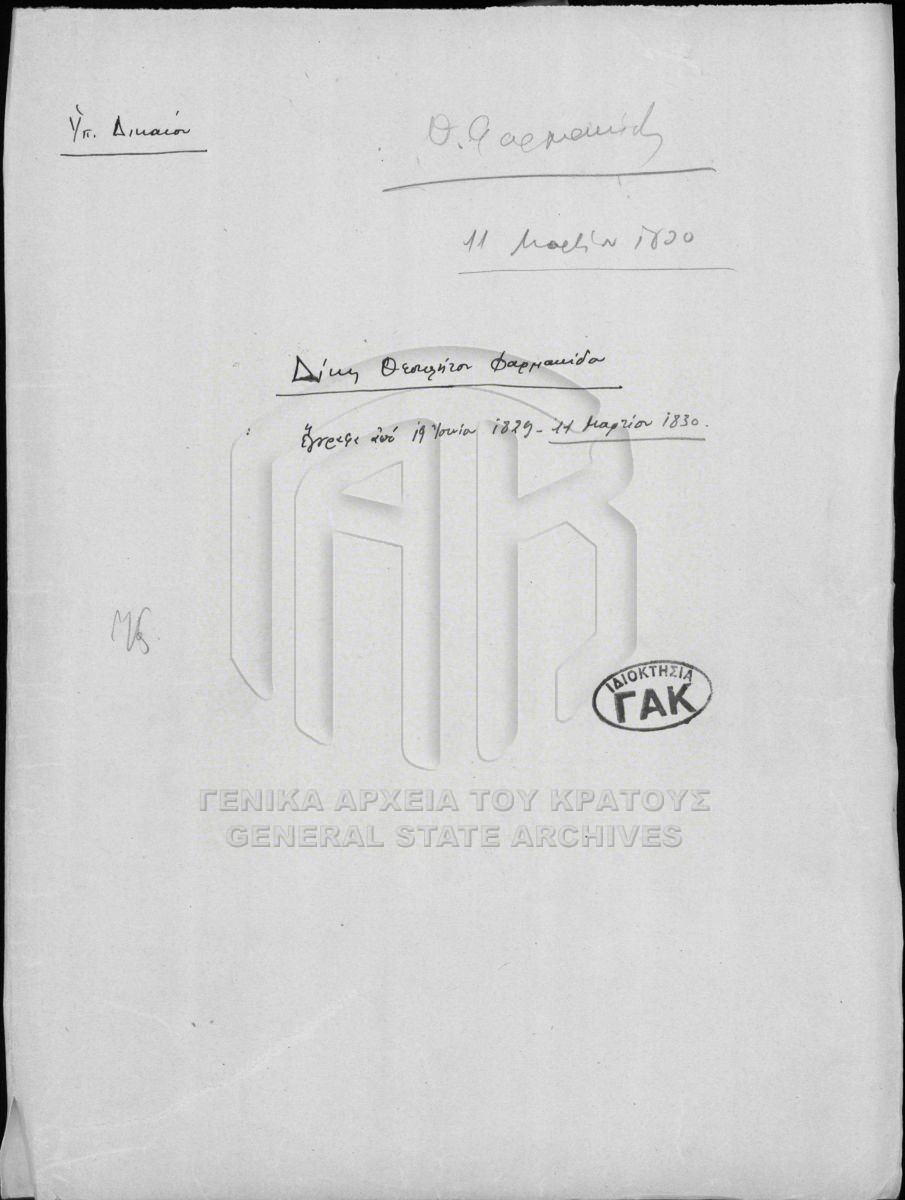 Ὑπ. Δικαίου
Θ. Φαρμακίδης
11 Μαρτίου 1830
Δίκη Θεοκλήτου Φαρμακίδου
Ἔγγραφα ἀπό 19 Ἰουνίου 1829 - 11 Μαρτίου 1830.
ΙΔΙΟΚΤΗΣΙΑ
ΓΑΚ
ΓΕΝΙΚΑ ΑΡΧΕΙΑ ΤΟΥ ΚΡΑΤΟΥΣ
GENERAL STATE ARCHIVES